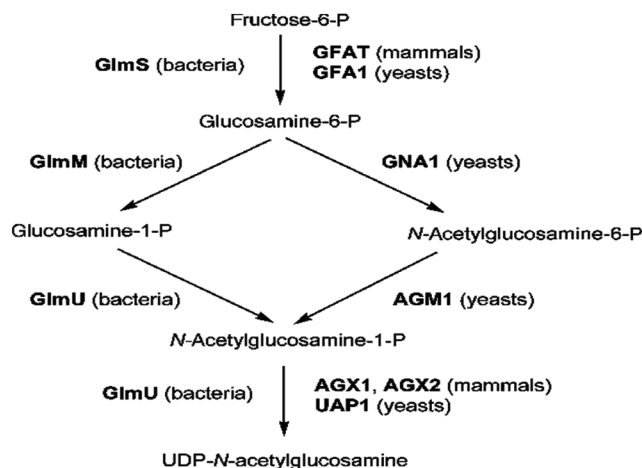 Fructose-6-P
GlmS (bacteria)
GFAT (mammals)
GFA1 (yeasts)
Glucosamine-6-P
GlmM (bacteria)
GNA1 (yeasts)
Glucosamine-1-P
N-Acetylglucosamine-6-P
GlmU (bacteria)
AGM1 (yeasts)
N-Acetylglucosamine-1-P
GlmU (bacteria)
AGX1, AGX2 (mammals)
UAP1 (yeasts)
UDP-N-acetylglucosamine